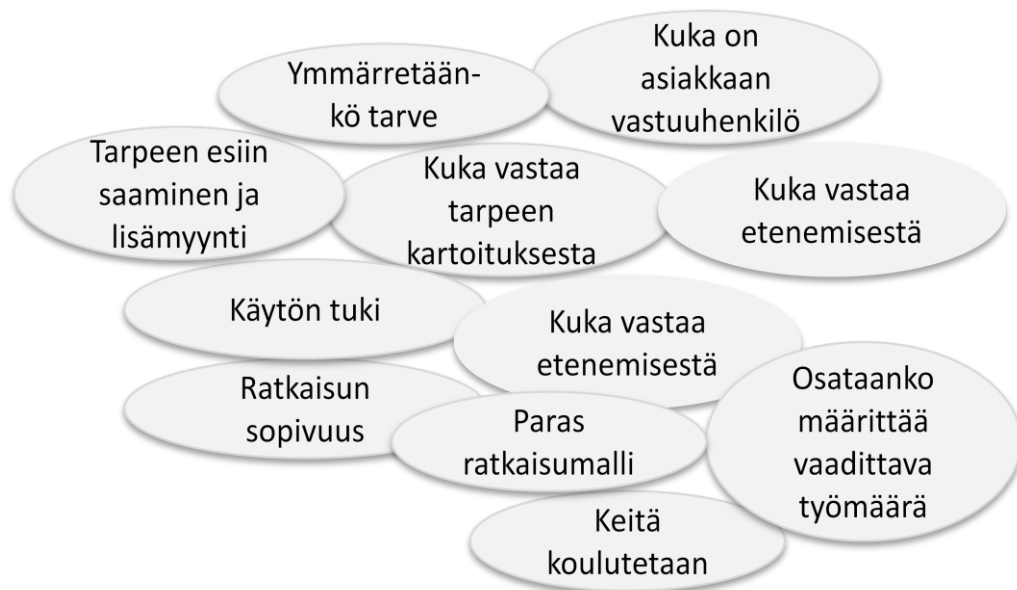 Kuka on
asiakkaan
vastuuhenkilö
Ymmärretään-
kö tarve
Tarpeen esiin
saaminen ja
lisämyynti
Kuka vastaa
tarpeen
kartoituksesta
Kuka vastaa
etenemisestä
Käytön tuki
Kuka vastaa
etenemisestä
Osataanko
määrittää
vaadittava
työmäärä
Ratkaisun
sopivuus
Paras
ratkaisumalli
Keitä
koulutetaan